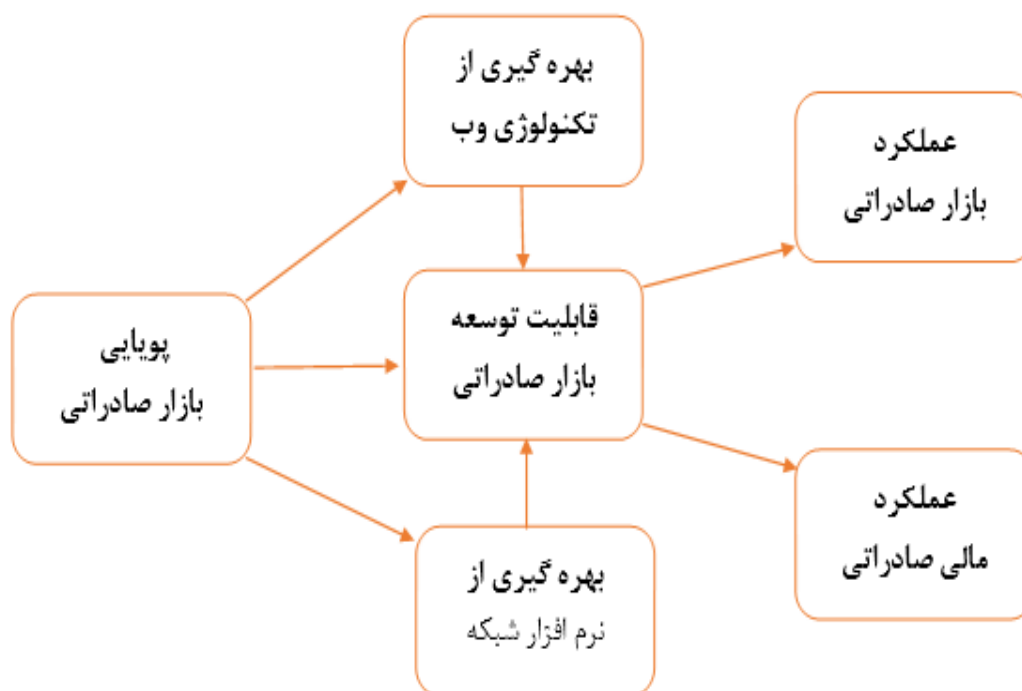 بهره گیری از
تکنولوژی وب
عملکرد
بازار صادراتی
قابلیت توسعه
بازار صادراتی
پویایی
بازار صادراتی
عملکرد
مالی صادراتی
بهره گیری از
نرم افزار شبکه